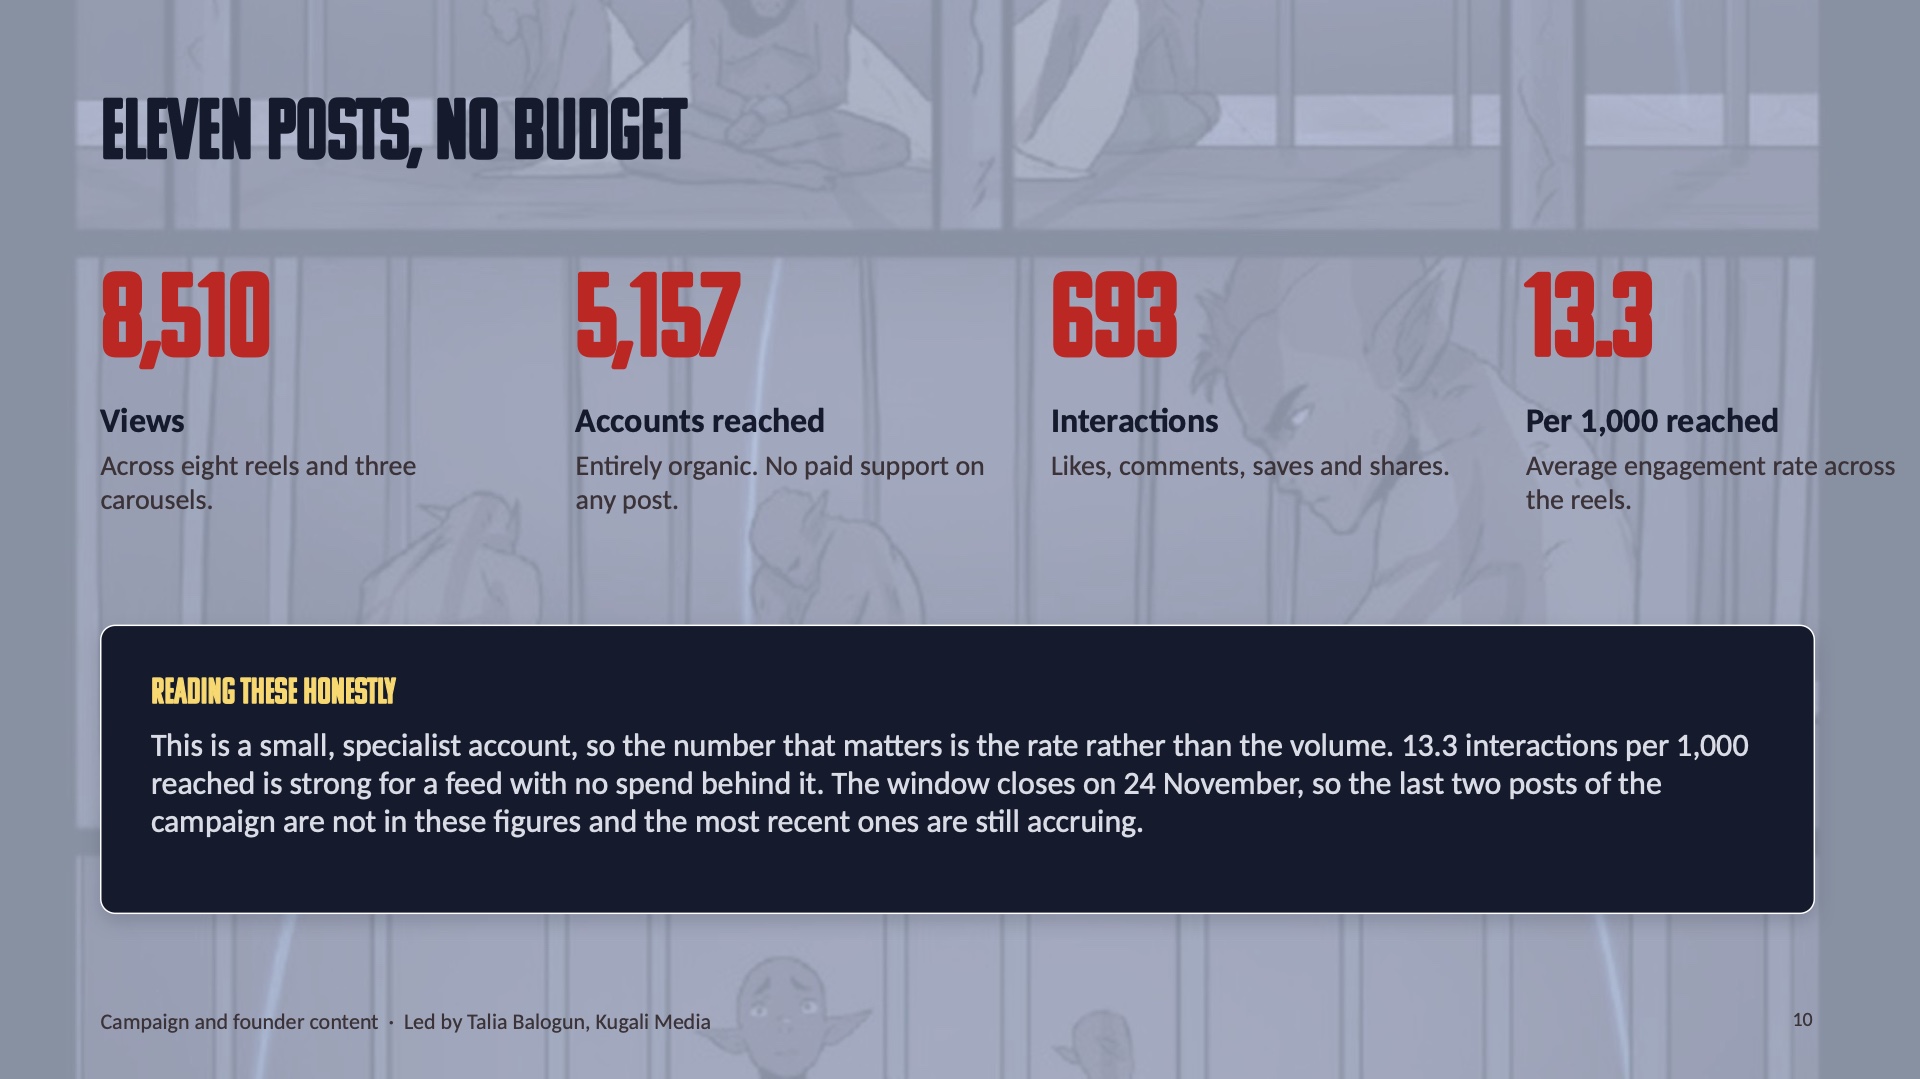 ELEVEN POSTS, NO BUDGET
8,510
Views
Across eight reels and three
carousels.
5,157
Accounts reached
Entirely organic. No paid support on
any post.
693
Interactions
Likes, comments, saves and shares.
13.3
Per 1,000 reached
Average engagement rate across
the reels.
READING THESE HONESTLY
This is a small, specialist account, so the number that matters is the rate rather than the volume. 13.3 interactions per 1,000
reached is strong for a feed with no spend behind it. The window closes on 24 November, so the last two posts of the
campaign are not in these figures and the most recent ones are still accruing.
Campaign and founder content · Led by Talia Balogun, Kugali Media
10